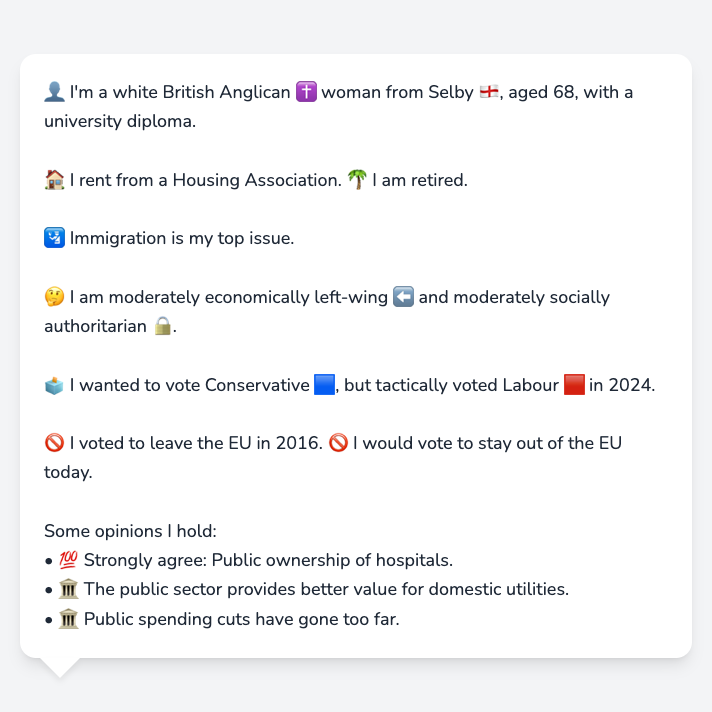 👤 I'm a white British Anglican ✝️ woman from Selby 🏴󠁧󠁢󠁥󠁮󠁧󠁿, aged 68, with a
university diploma.
🏠 I rent from a Housing Association. 🌴 I am retired.
🛂 Immigration is my top issue.
🤔 I am moderately economically left-wing ⬅️ and moderately socially
authoritarian 🔒.
🗳️ I wanted to vote Conservative 🟦, but tactically voted Labour 🟥 in 2024.
🚫 I voted to leave the EU in 2016. 🚫 I would vote to stay out of the EU
today.
Some opinions I hold:
• 💯 Strongly agree: Public ownership of hospitals.
• 🏛️ The public sector provides better value for domestic utilities.
• 🏛️ Public spending cuts have gone too far.